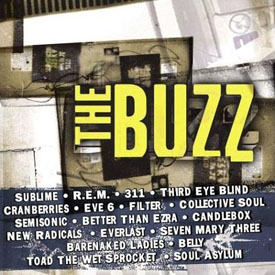 THE BUZZ
SUBLIME • R.E.M. • 311 • THIRD EYE BLIND
CRANBERRIES • EVE 6 • FILTER • COLLECTIVE SOUL
SEMISONIC • BETTER THAN EZRA • CANDLEBOX
NEW RADICALS • EVERLAST • SEVEN MARY THREE
BARENAKED LADIES • BELLY
TOAD THE WET SPROCKET • SOUL ASYLUM